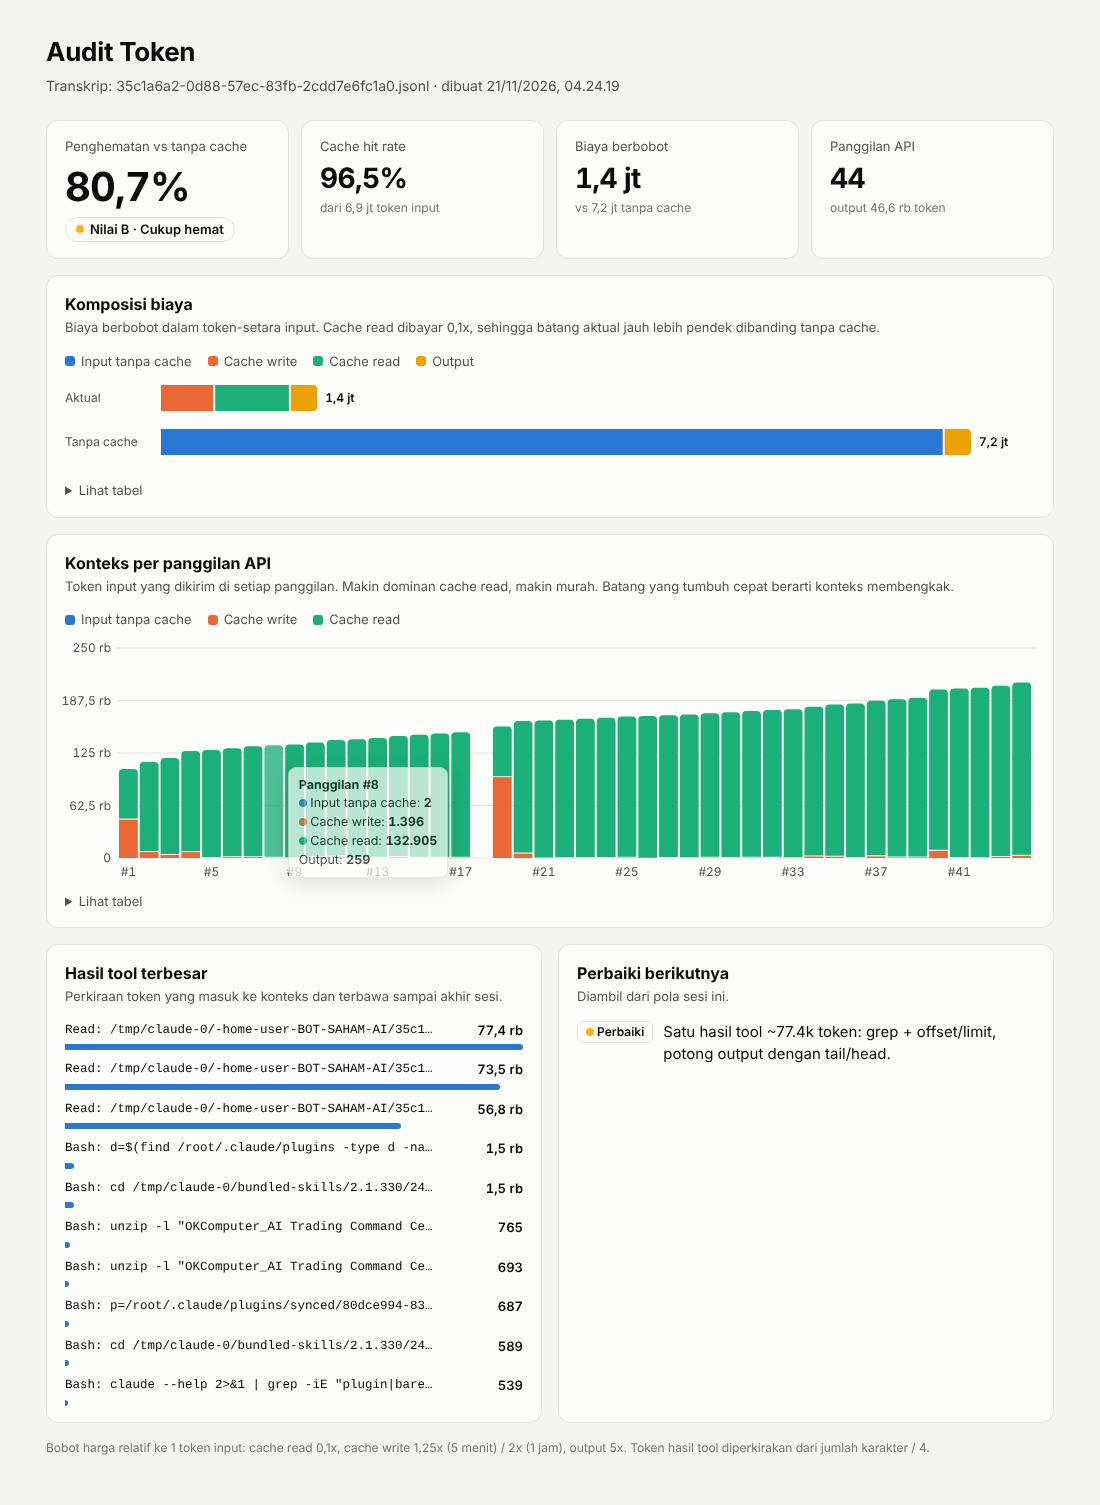 Audit Token
Transkrip: 35c1a6a2-0d88-57ec-83fb-2cdd7e6fc1a0.jsonl · dibuat 21/11/2026, 04.24.19
Penghematan vs tanpa cache
80,7%
Nilai B · Cukup hemat
Cache hit rate
96,5%
dari 6,9 jt token input
Biaya berbobot
1,4 jt
vs 7,2 jt tanpa cache
Panggilan API
44
output 46,6 rb token
Komposisi biaya
Biaya berbobot dalam token-setara input. Cache read dibayar 0,1x, sehingga batang aktual jauh lebih pendek dibanding tanpa cache.
Input tanpa cache Cache write Cache read Output
Aktual 1,4 jt
Tanpa cache 7,2 jt
▶ Lihat tabel
Konteks per panggilan API
Token input yang dikirim di setiap panggilan. Makin dominan cache read, makin murah. Batang yang tumbuh cepat berarti konteks membengkak.
Input tanpa cache Cache write Cache read
250 rb
187,5 rb
125 rb
62,5 rb
0
Panggilan #8
Input tanpa cache: 2
Cache write: 1.396
Cache read: 132.905
Output: 259
#1 #5 #9 #13 #17 #21 #25 #29 #33 #37 #41
▶ Lihat tabel
Hasil tool terbesar
Perkiraan token yang masuk ke konteks dan terbawa sampai akhir sesi.
Read: /tmp/claude-0/-home-user-BOT-SAHAM-AI/35c1… 77,4 rb
Read: /tmp/claude-0/-home-user-BOT-SAHAM-AI/35c1… 73,5 rb
Read: /tmp/claude-0/-home-user-BOT-SAHAM-AI/35c1… 56,8 rb
Bash: d=$(find /root/.claude/plugins -type d -na… 1,5 rb
Bash: cd /tmp/claude-0/bundled-skills/2.1.330/24… 1,5 rb
Bash: unzip -l "OKComputer_AI Trading Command Ce… 765
Bash: unzip -l "OKComputer_AI Trading Command Ce… 693
Bash: p=/root/.claude/plugins/synced/80dce994-83… 687
Bash: cd /tmp/claude-0/bundled-skills/2.1.330/24… 589
Bash: claude --help 2>&1 | grep -iE "plugin|bare… 539
Perbaiki berikutnya
Diambil dari pola sesi ini.
Perbaiki Satu hasil tool ~77.4k token: grep + offset/limit,
potong output dengan tail/head.
Bobot harga relatif ke 1 token input: cache read 0,1x, cache write 1,25x (5 menit) / 2x (1 jam), output 5x. Token hasil tool diperkirakan dari jumlah karakter / 4.